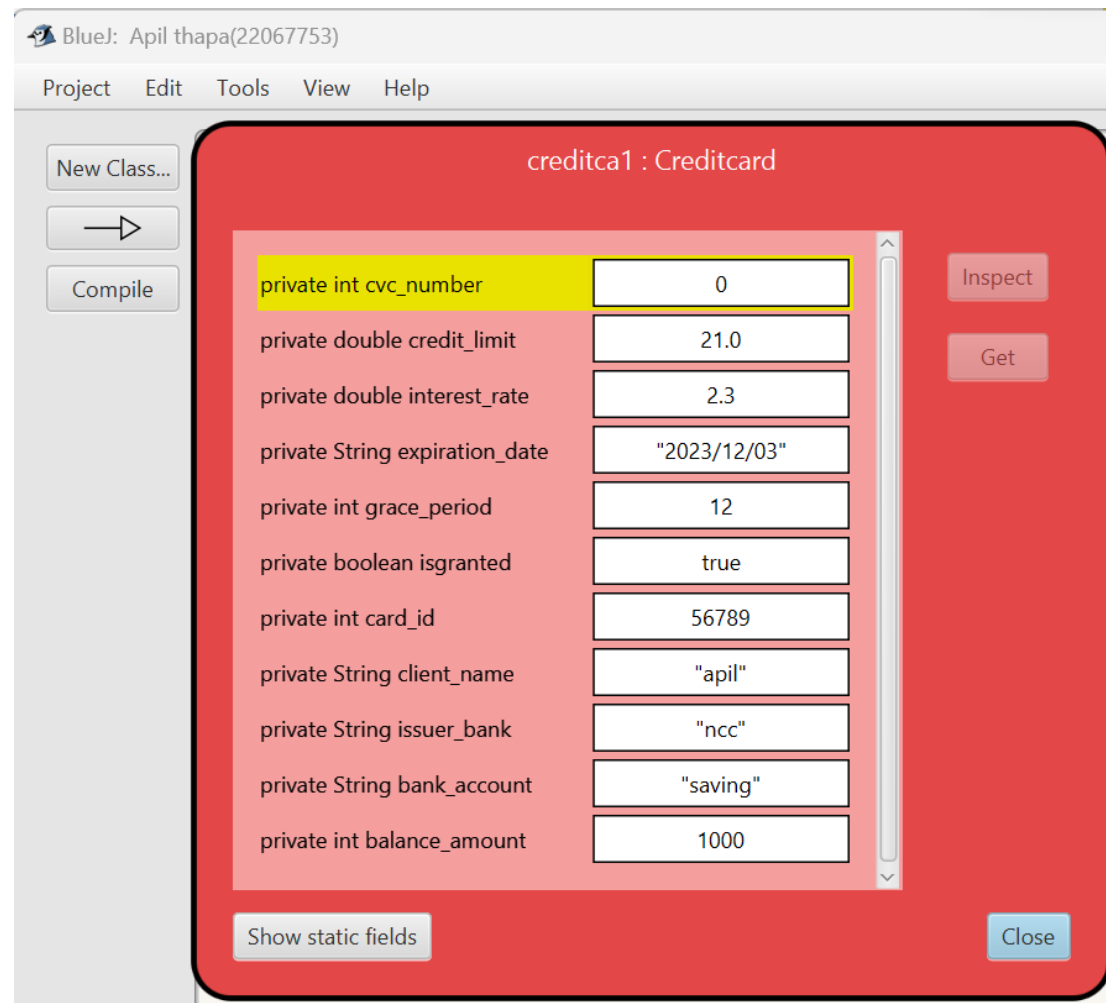 BlueJ: Apil thapa(22067753)
Project Edit Tools View Help
New Class...
Compile
creditca1 : Creditcard
private int cvc_number 0
private double credit_limit 21.0
private double interest_rate 2.3
private String expiration_date "2023/12/03"
private int grace_period 12
private boolean isgranted true
private int card_id 56789
private String client_name "apil"
private String issuer_bank "ncc"
private String bank_account "saving"
private int balance_amount 1000
Inspect
Get
Show static fields
Close